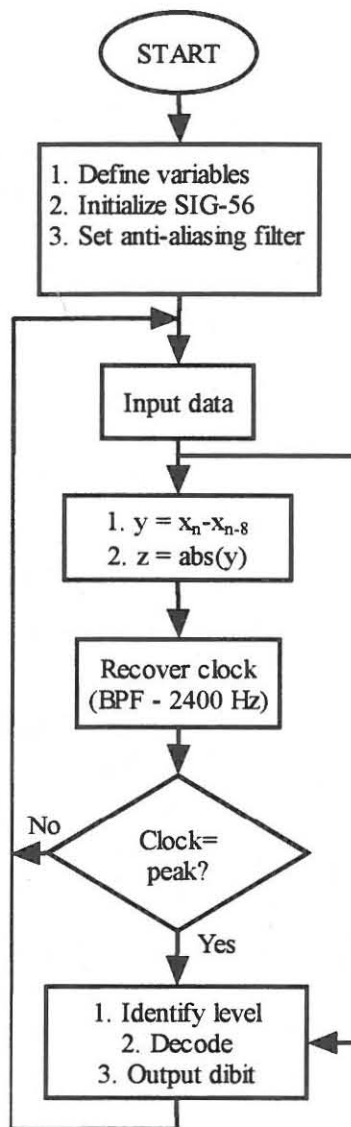 START
1. Define variables
2. Initialize SIG-56
3. Set anti-aliasing filter
Input data
1. y = xₙ-xₙ₋₈
2. z = abs(y)
Recover clock
(BPF - 2400 Hz)
No
Clock=
peak?
Yes
1. Identify level
2. Decode
3. Output dibit